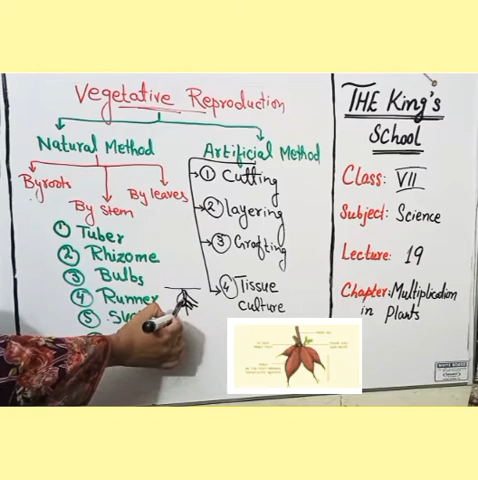 Vegetative Reproduction
Natural Method
By roots
By stem
By leaves
① Tuber
② Rhizome
③ Bulbs
④ Runner
⑤
Artificial Method
① Cutting
② layering
③ Grafting
④ Tissue
culture
THE King's
School
Class: VII
Subject: Science
Lecture: 19
Chapter: Multiplication
in Plants